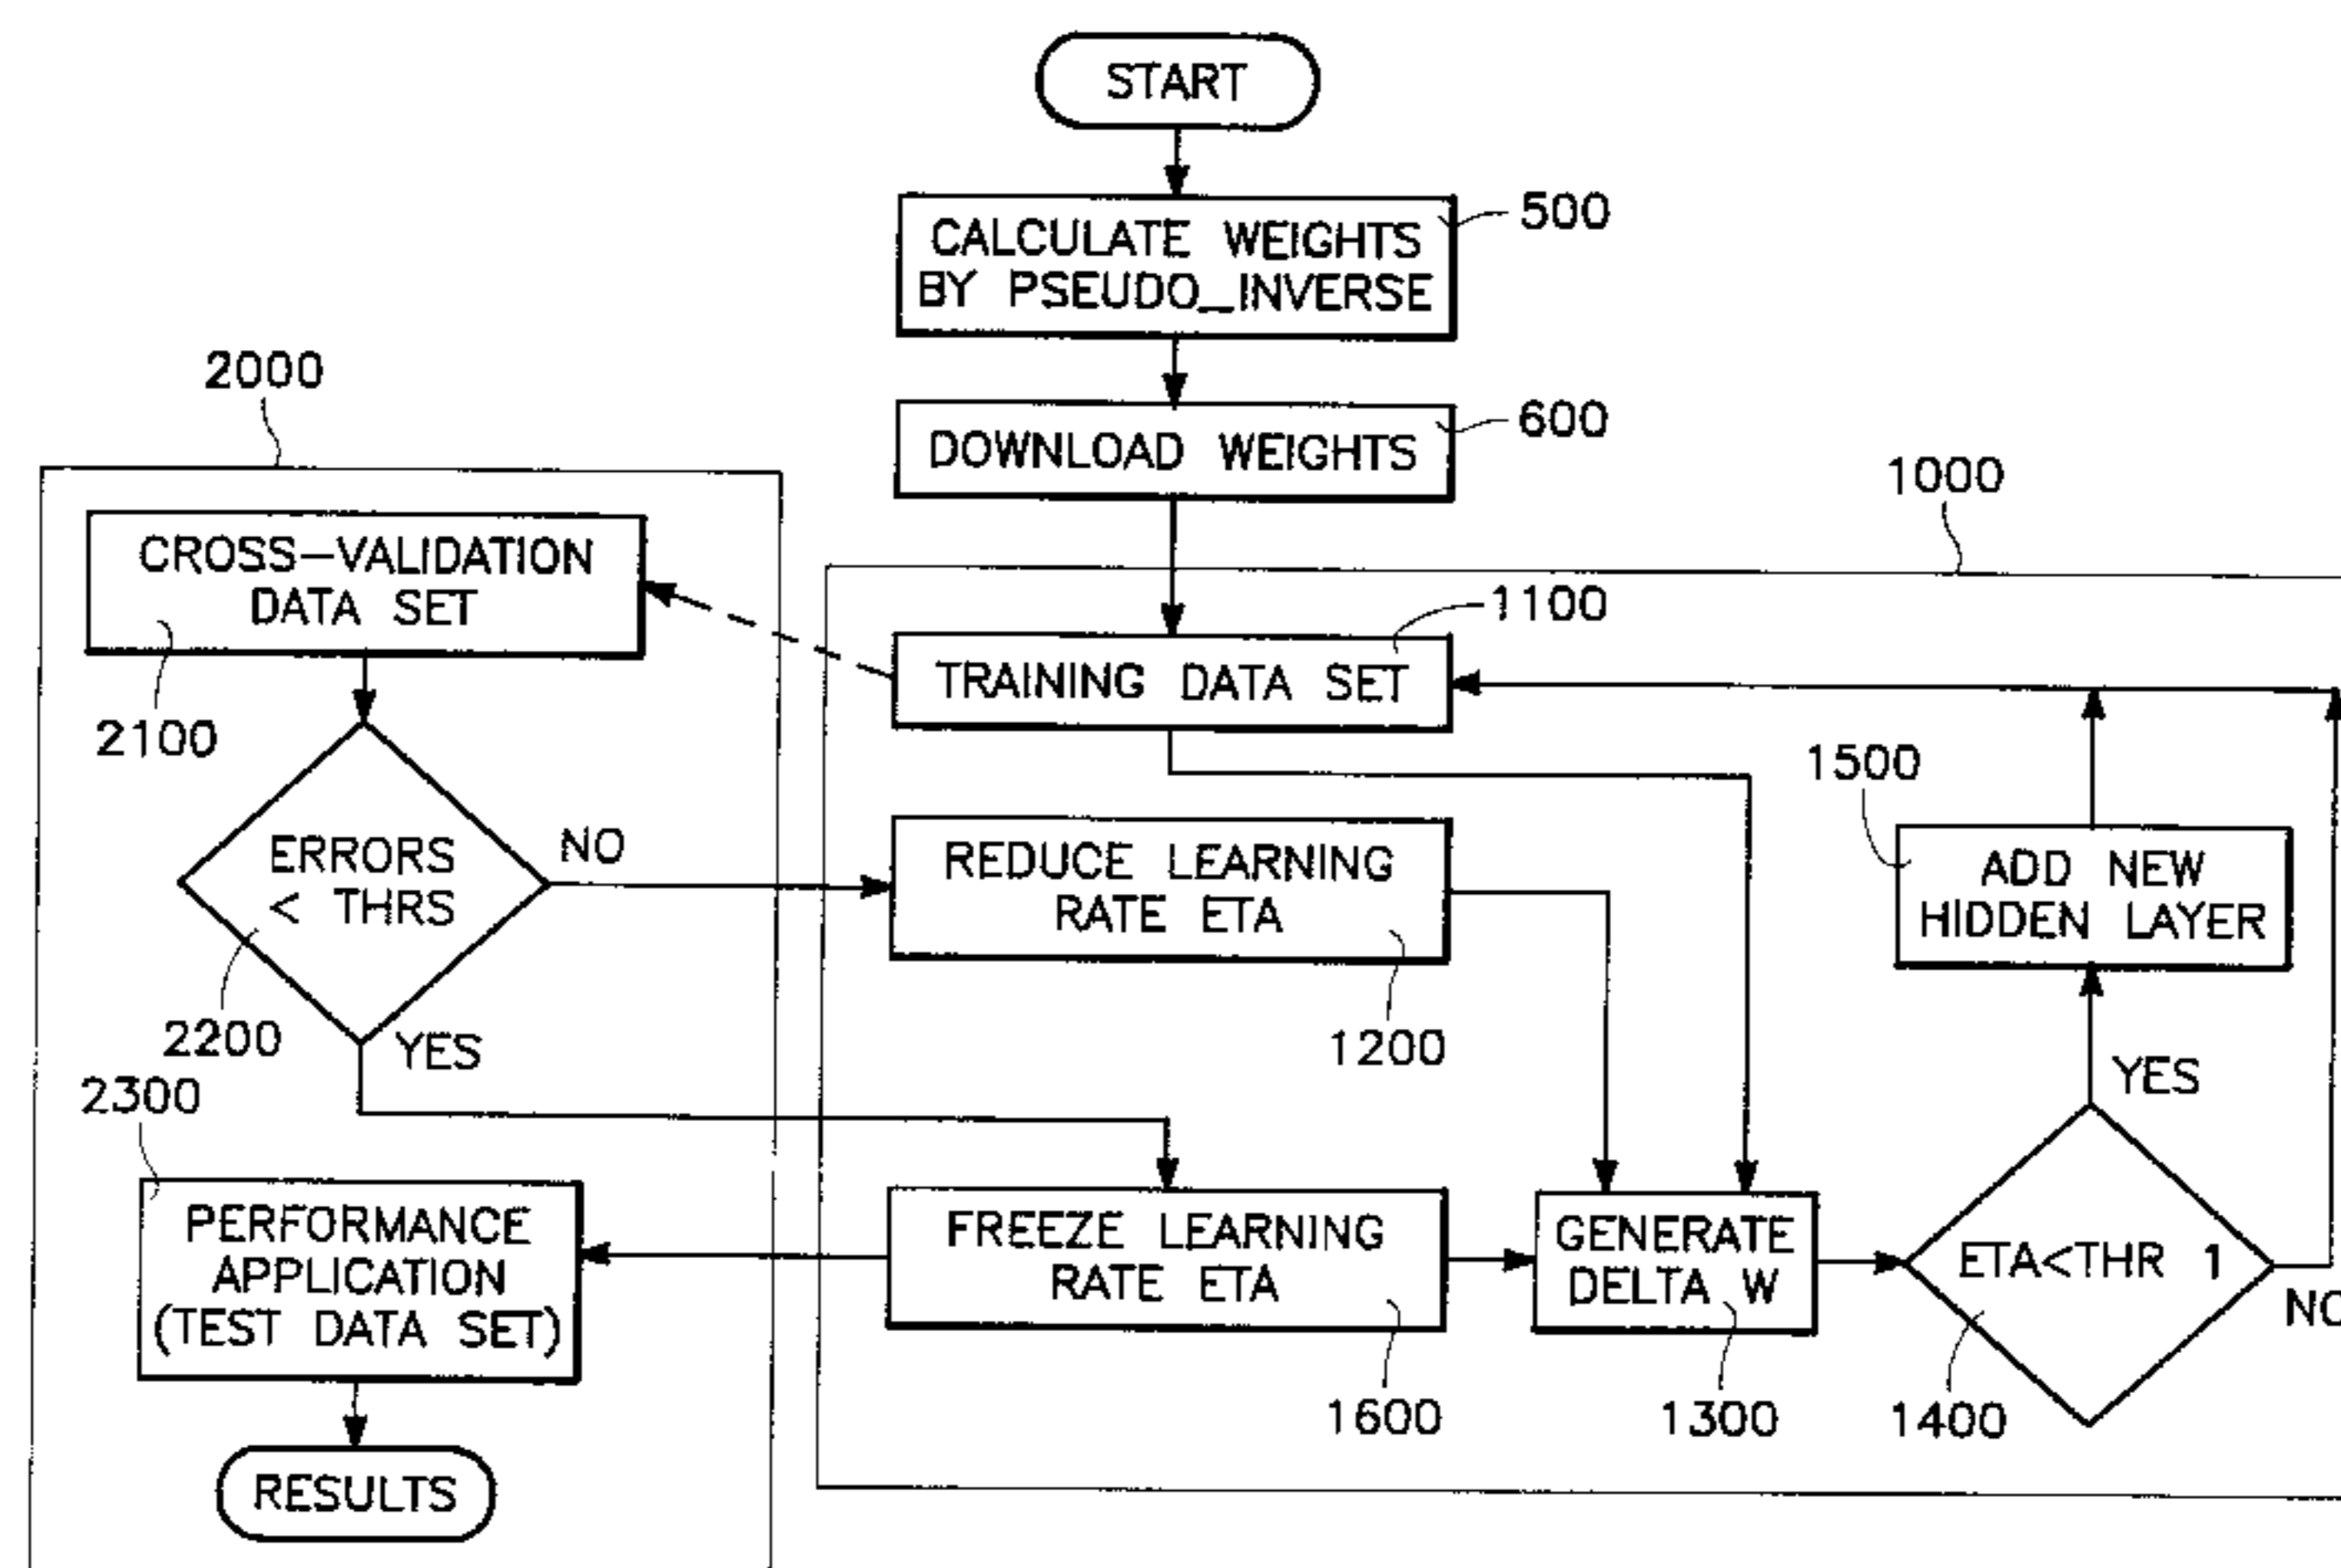 START
CALCULATE WEIGHTS
BY PSEUDO_INVERSE
500
DOWNLOAD WEIGHTS
600
2000
1000
CROSS-VALIDATION
DATA SET
2100
TRAINING DATA SET
1100
ERRORS
< THRS
NO
2200
YES
REDUCE LEARNING
RATE ETA
1200
1500
ADD NEW
HIDDEN LAYER
YES
2300
PERFORMANCE
APPLICATION
(TEST DATA SET)
FREEZE LEARNING
RATE ETA
1600
GENERATE
DELTA W
1300
ETA<THR 1
1400
NO
RESULTS